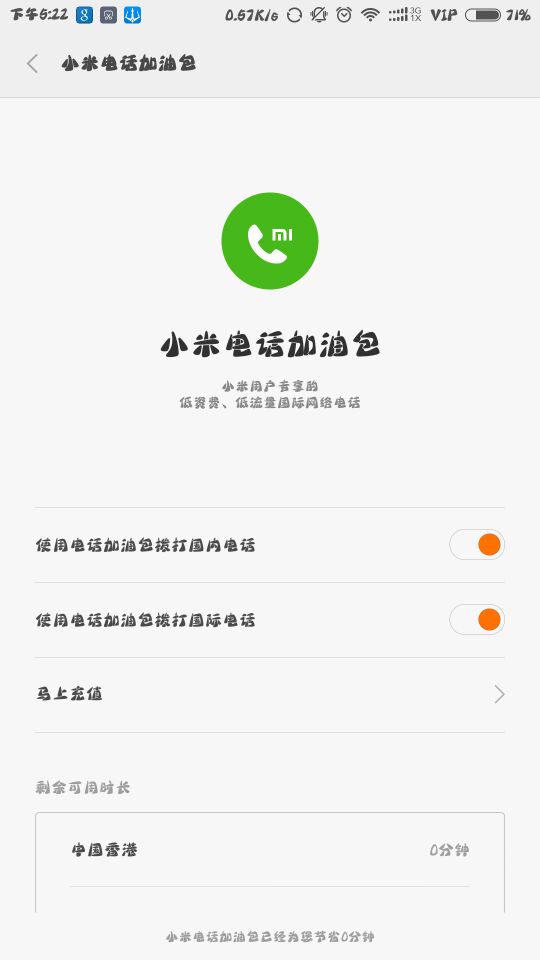 下午5:22 0.57K/s 3G 1X VIP 71%
小米电话加油包
MI
小米电话加油包
小米用户专享的
低资费、低流量国际网络电话
使用电话加油包拨打国内电话
使用电话加油包拨打国际电话
马上充值
剩余可用时长
中国香港 0分钟
小米电话加油包已经为您节省0分钟